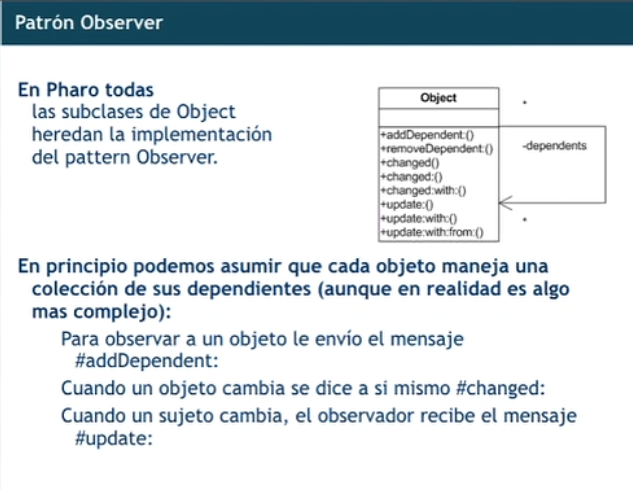 Patrón Observer
En Pharo todas
las subclases de Object
heredan la implementación
del pattern Observer.
Object
+addDependent:()
+removeDependent:()
+changed()
+changed:()
+changed:with:()
+update:()
+update:with:()
+update:with:from:()
*
-dependents
*
En principio podemos asumir que cada objeto maneja una
colección de sus dependientes (aunque en realidad es algo
mas complejo):
Para observar a un objeto le envío el mensaje
#addDependent:
Cuando un objeto cambia se dice a si mismo #changed:
Cuando un sujeto cambia, el observador recibe el mensaje
#update: